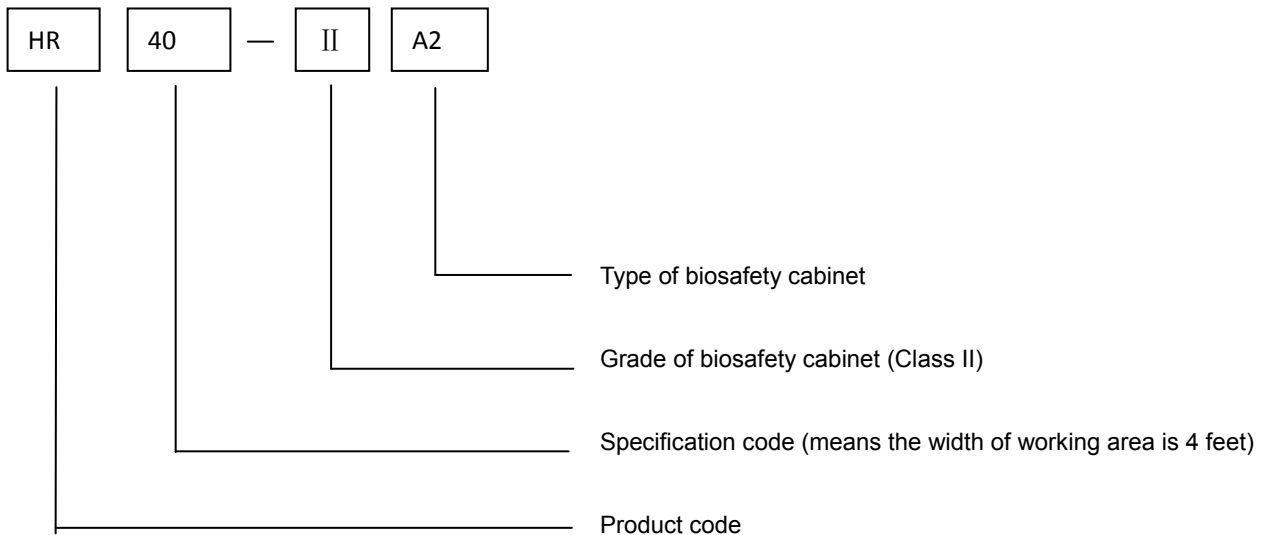 HR 40 — Ⅱ A2
Type of biosafety cabinet
Grade of biosafety cabinet (Class II)
Specification code (means the width of working area is 4 feet)
Product code